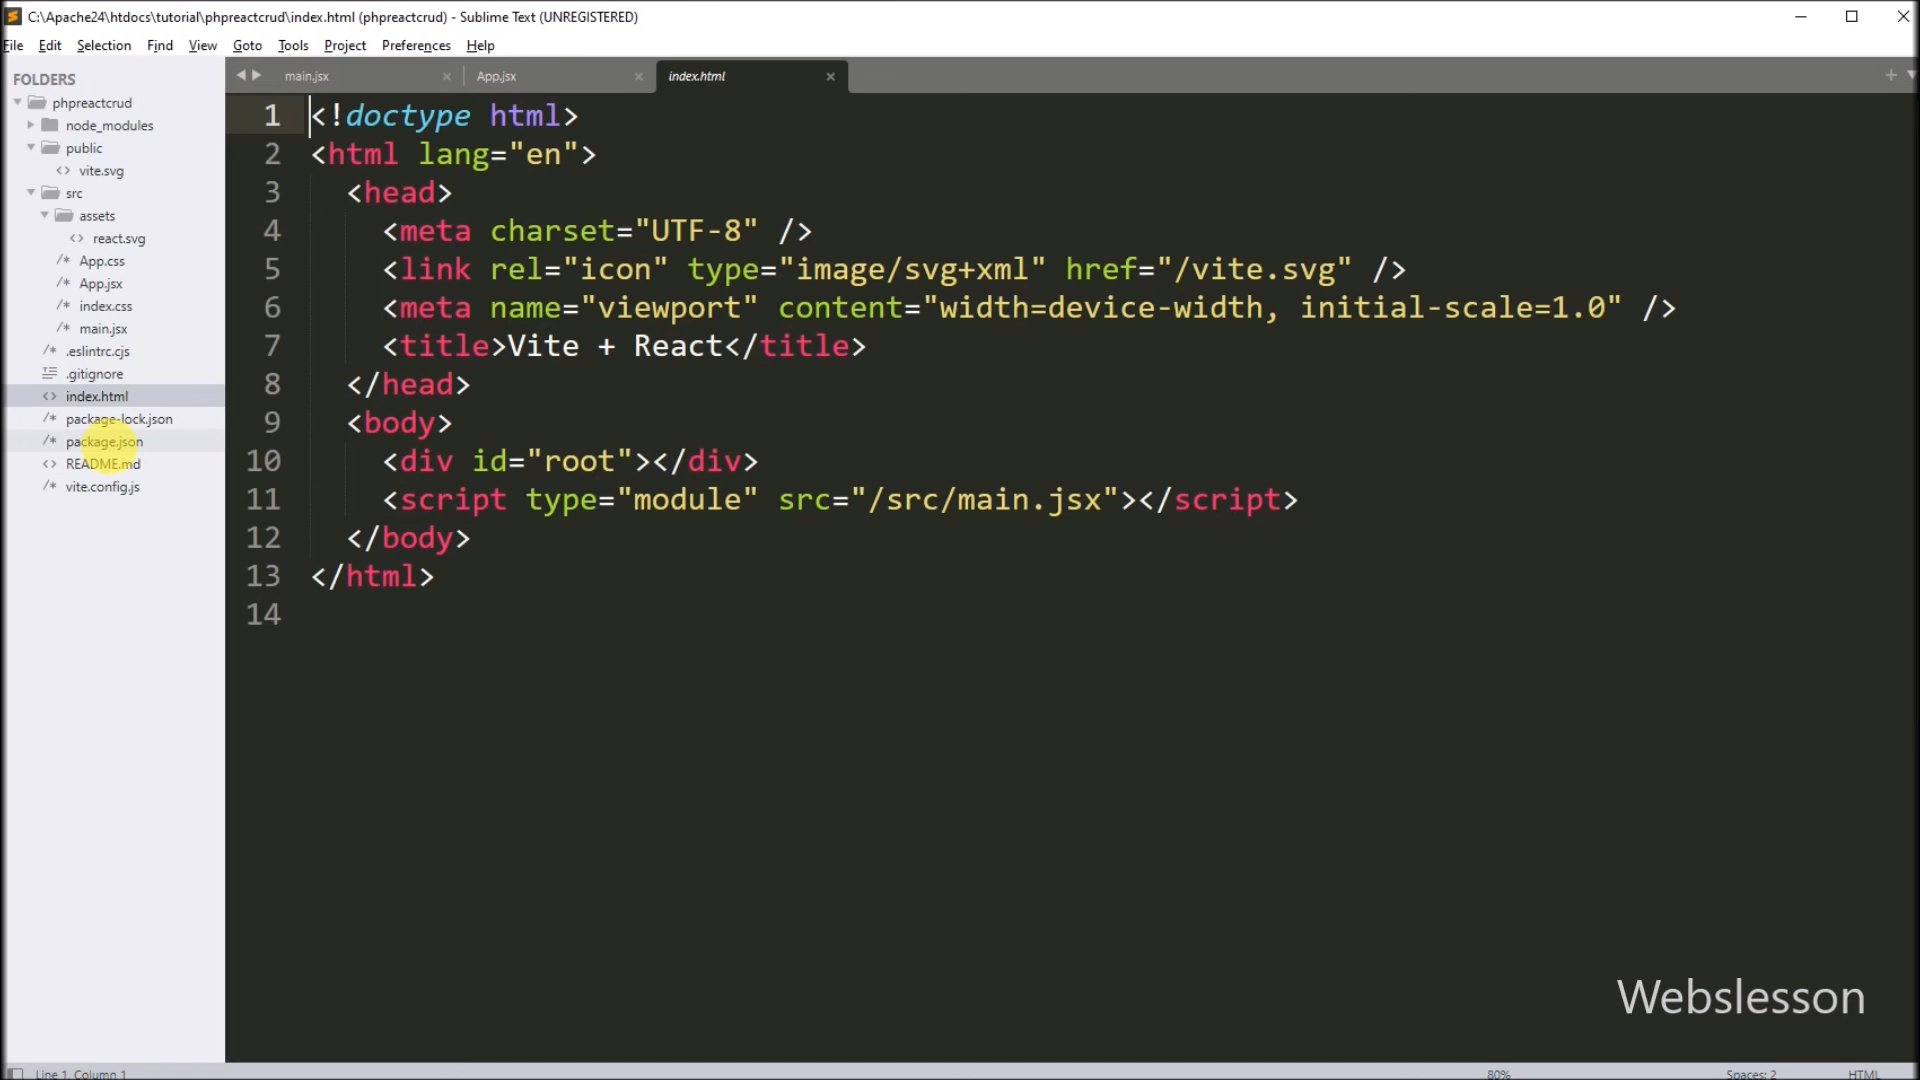 C:\Apache24\htdocs\tutorial\phpreactcrud\index.html (phpreactcrud) - Sublime Text (UNREGISTERED)
File Edit Selection Find View Goto Tools Project Preferences Help
FOLDERS
phpreactcrud
node_modules
public
vite.svg
src
assets
react.svg
App.css
App.jsx
index.css
main.jsx
.eslintrc.cjs
.gitignore
index.html
package-lock.json
package.json
README.md
vite.config.js
main.jsx App.jsx index.html
1 <!doctype html>
2 <html lang="en">
3 <head>
4 <meta charset="UTF-8" />
5 <link rel="icon" type="image/svg+xml" href="/vite.svg" />
6 <meta name="viewport" content="width=device-width, initial-scale=1.0" />
7 <title>Vite + React</title>
8 </head>
9 <body>
10 <div id="root"></div>
11 <script type="module" src="/src/main.jsx"></script>
12 </body>
13 </html>
14
Webslesson
Line 1, Column 1 80% Spaces: 2 HTML